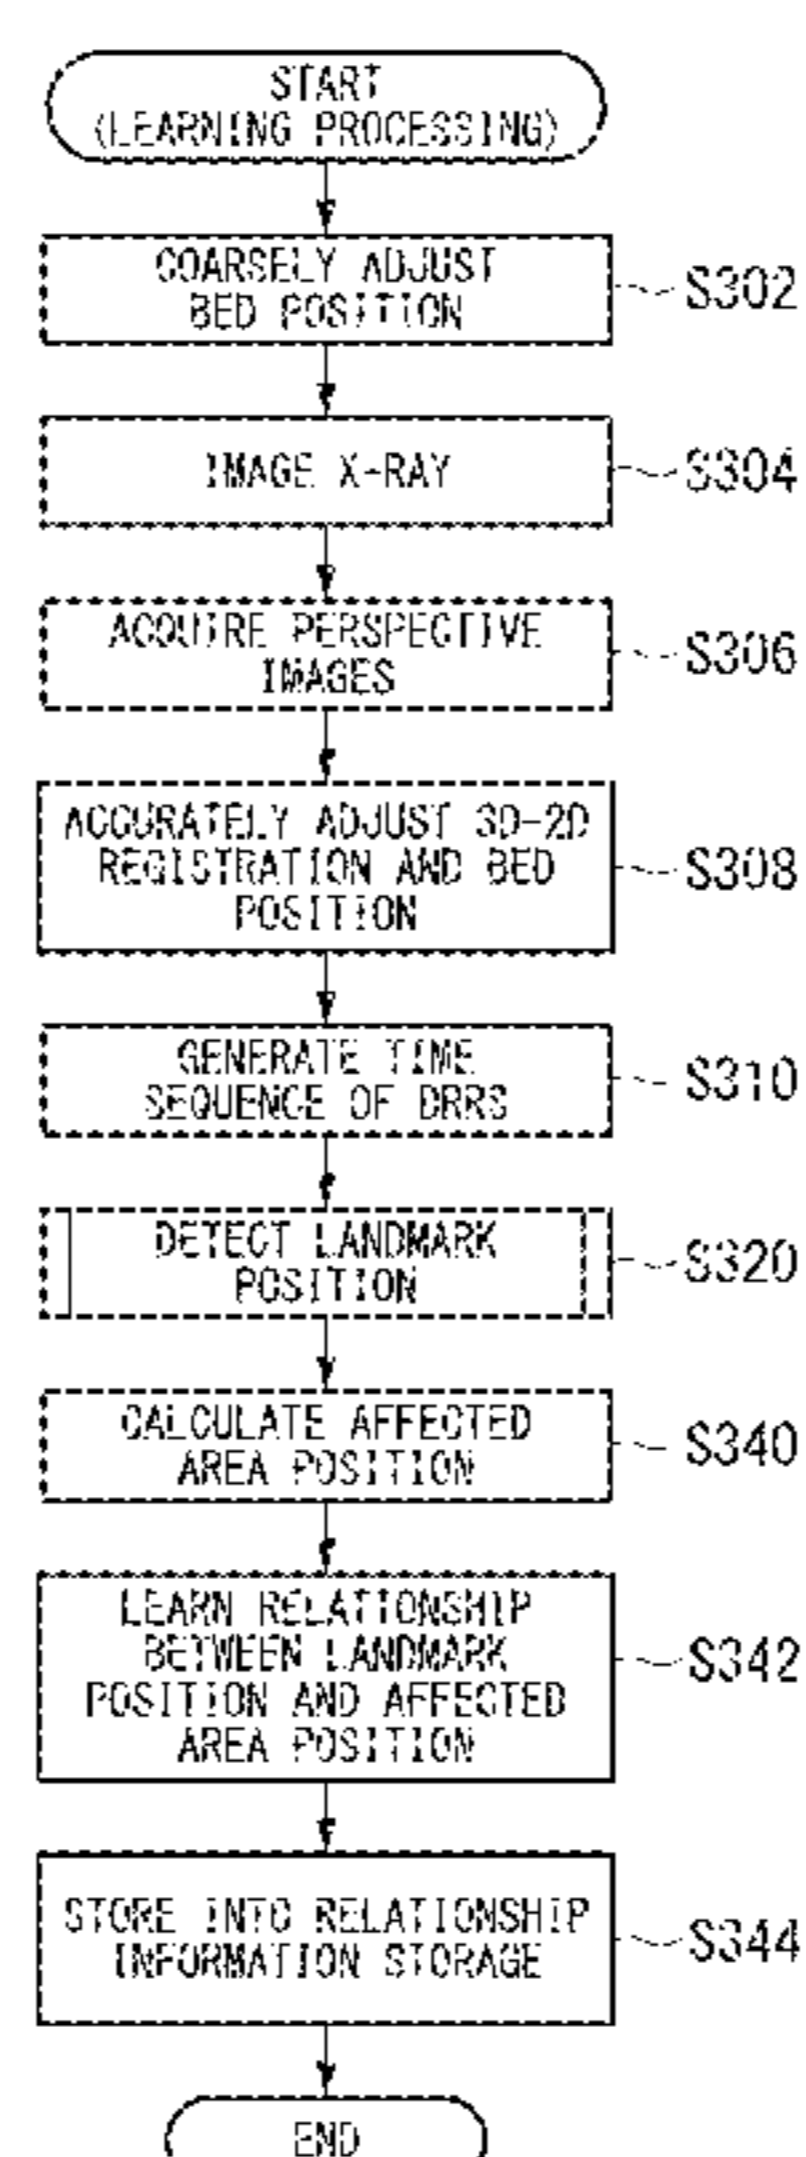 START
(LEARNING PROCESSING)
COARSELY ADJUST
BED POSITION
S302
IMAGE X-RAY
S304
ACQUIRE PERSPECTIVE
IMAGES
S306
ACCURATELY ADJUST 3D-2D
REGISTRATION AND BED
POSITION
S308
GENERATE TIME
SEQUENCE OF DRRS
S310
DETECT LANDMARK
POSITION
S320
CALCULATE AFFECTED
AREA POSITION
S340
LEARN RELATIONSHIP
BETWEEN LANDMARK
POSITION AND AFFECTED
AREA POSITION
S342
STORE INTO RELATIONSHIP
INFORMATION STORAGE
S344
END